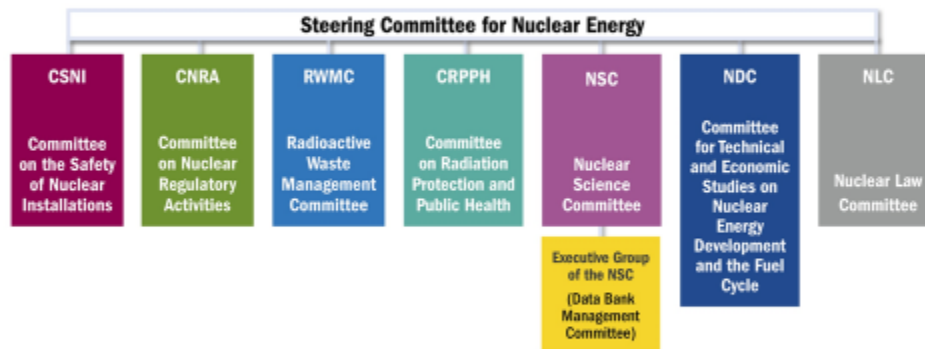 Steering Committee for Nuclear Energy
CSNI
Committee
on the Safety
of Nuclear
Installations
CNRA
Committee
on Nuclear
Regulatory
Activities
RWMC
Radioactive
Waste
Management
Committee
CRPPH
Committee
on Radiation
Protection and
Public Health
NSC
Nuclear
Science
Committee
Executive Group
of the NSC
(Data Bank
Management
Committee)
NDC
Committee
for Technical
and Economic
Studies on
Nuclear
Energy
Development
and the Fuel
Cycle
NLC
Nuclear Law
Committee